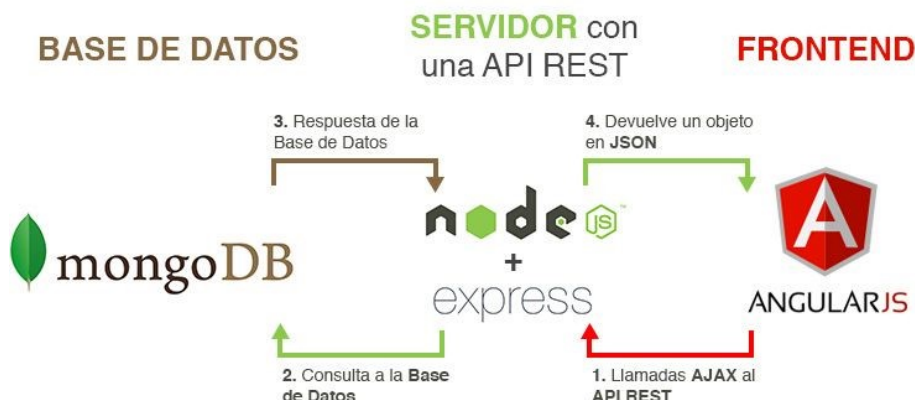 BASE DE DATOS
SERVIDOR con
una API REST
FRONTEND
3. Respuesta de la
Base de Datos
4. Devuelve un objeto
en JSON
mongoDB
node JS™
+
express
A
ANGULARJS
2. Consulta a la Base
de Datos
1. Llamadas AJAX al
API REST